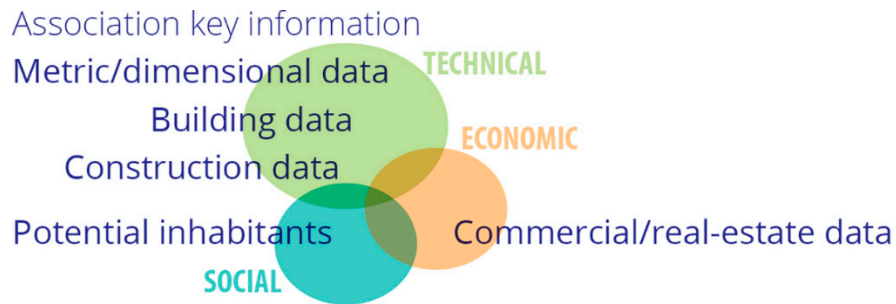 Association key information
Metric/dimensional data
TECHNICAL
Building data
ECONOMIC
Construction data
Potential inhabitants
Commercial/real-estate data
SOCIAL